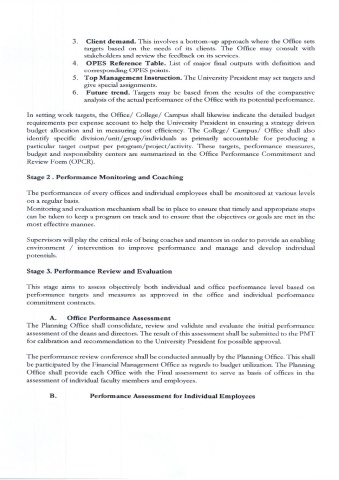 3. Client demand. This involves a bottom-up approach where the Office sets
targets based on the needs of its clients. The Office may consult with
stakeholders and review the feedback on its services.
4. OPES Reference Table. List of major final outputs with definition and
corresponding OPES points.
5. Top Management Instruction. The University President may set targets and
give special assignments.
6. Future trend. Targets may be based from the results of the comparative
analysis of the actual performance of the Office with its potential performance.
In setting work targets, the Office/ College/ Campus shall likewise indicate the detailed budget
requirements per expense account to help the University President in ensuring a strategy driven
budget allocation and in measuring cost efficiency. The College/ Campus/ Office shall also
identify specific division/unit/group/individuals as primarily accountable for producing a
particular target output per program/project/activity. These targets, performance measures,
budget and responsibility centers are summarized in the Office Performance Commitment and
Review Form (OPCR).
Stage 2 . Performance Monitoring and Coaching
The performances of every offices and individual employees shall be monitored at various levels
on a regular basis.
Monitoring and evaluation mechanism shall be in place to ensure that timely and appropriate steps
can be taken to keep a program on track and to ensure that the objectives or goals are met in the
most effective manner.
Supervisors will play the critical role of being coaches and mentors in order to provide an enabling
environment / intervention to improve performance and manage and develop individual
potentials.
Stage 3. Performance Review and Evaluation
This stage aims to assess objectively both individual and office performance level based on
performance targets and measures as approved in the office and individual performance
commitment contracts.
A. Office Performance Assessment
The Planning Office shall consolidate, review and validate and evaluate the initial performance
assessment of the deans and directors. The result of this assessment shall be submitted to the PMT
for calibration and recommendation to the University President for possible approval.
The performance review conference shall be conducted annually by the Planning Office. This shall
be participated by the Financial Management Office as regards to budget utilization. The Planning
Office shall provide each Office with the Final assessment to serve as basis of offices in the
assessment of individual faculty members and employees.
B. Performance Assessment for Individual Employees